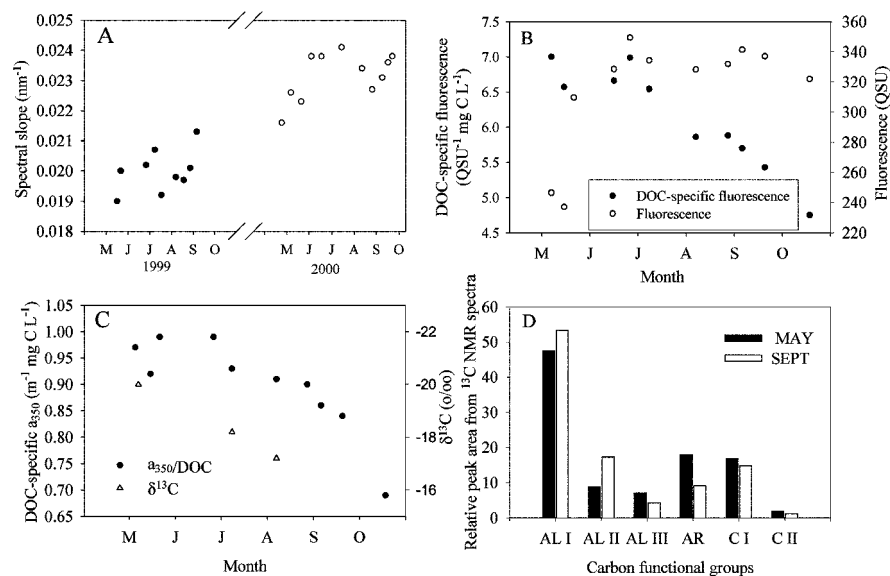 A
Spectral slope (nm⁻¹)
0.025
0.024
0.023
0.022
0.021
0.020
0.019
0.018
M J J A S O
M J J A S O
1999
2000
B
DOC-specific fluorescence
(QSU⁻¹ mg C L⁻¹)
7.5
7.0
6.5
6.0
5.5
5.0
4.5
Fluorescence (QSU)
360
340
320
300
280
260
240
220
DOC-specific fluorescence
Fluorescence
M J J A S O
Month
C
DOC-specific a₃₅₀ (m⁻¹ mg C L⁻¹)
1.05
1.00
0.95
0.90
0.85
0.80
0.75
0.70
0.65
δ¹³C (o/oo)
-22
-20
-18
-16
a₃₅₀/DOC
δ¹³C
M J J A S O
Month
D
Relative peak area from ¹³C NMR spectra
60
50
40
30
20
10
0
MAY
SEPT
AL I AL II AL III AR C I C II
Carbon functional groups